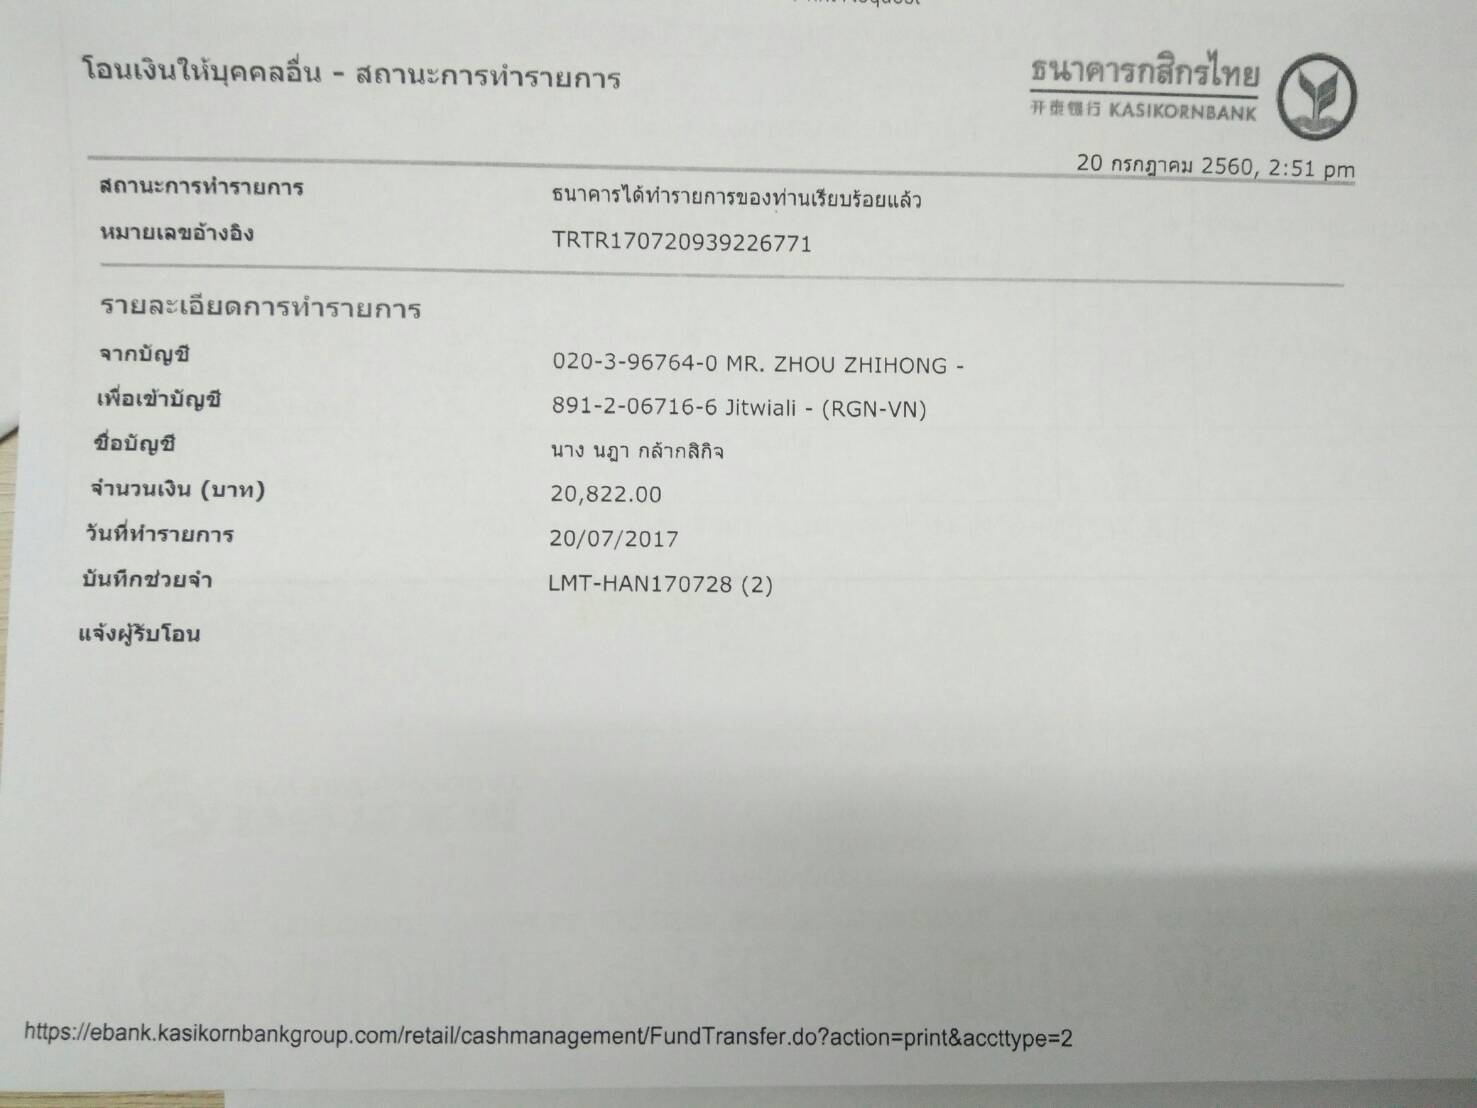 โอนเงินให้บุคคลอื่น - สถานะการทำรายการ
ธนาคารกสิกรไทย
开泰银行 KASIKORNBANK
20 กรกฎาคม 2560, 2:51 pm
สถานะการทำรายการ ธนาคารได้ทำรายการของท่านเรียบร้อยแล้ว
หมายเลขอ้างอิง TRTR170720939226771
รายละเอียดการทำรายการ
จากบัญชี 020-3-96764-0 MR. ZHOU ZHIHONG -
เพื่อเข้าบัญชี 891-2-06716-6 Jitwiali - (RGN-VN)
ชื่อบัญชี นาง นฎา กล้ากสิกิจ
จำนวนเงิน (บาท) 20,822.00
วันที่ทำรายการ 20/07/2017
บันทึกช่วยจำ LMT-HAN170728 (2)
แจ้งผู้รับโอน
https://ebank.kasikornbankgroup.com/retail/cashmanagement/FundTransfer.do?action=print&accttype=2